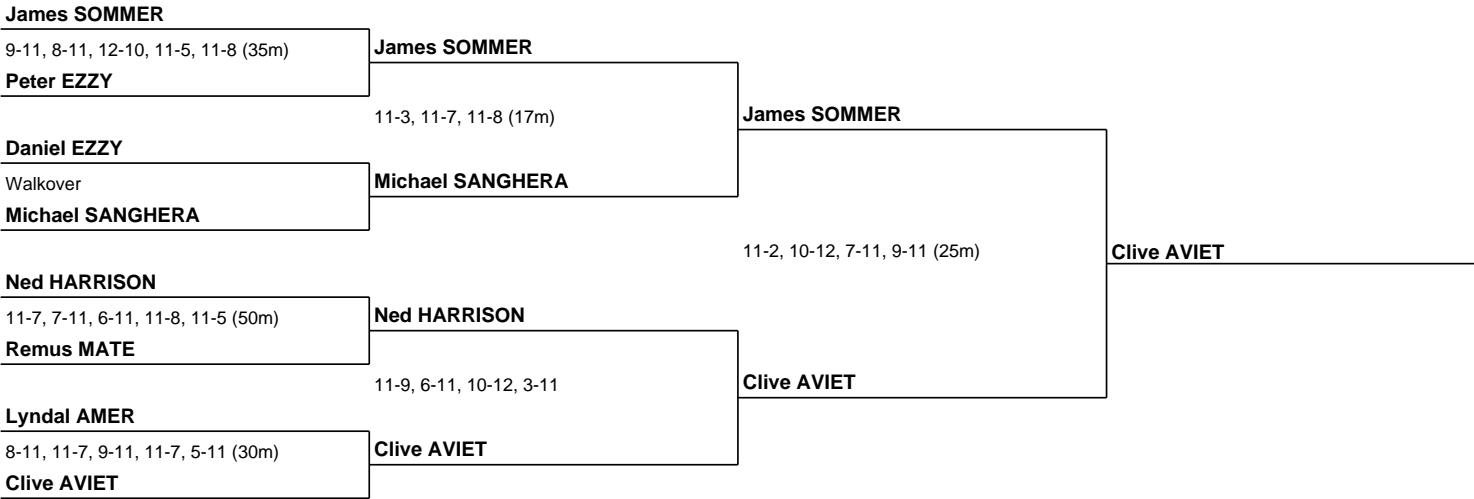 James SOMMER
9-11, 8-11, 12-10, 11-5, 11-8 (35m)
Peter EZZY
James SOMMER
11-3, 11-7, 11-8 (17m)
Daniel EZZY
Walkover
Michael SANGHERA
Michael SANGHERA
James SOMMER
11-2, 10-12, 7-11, 9-11 (25m)
Clive AVIET
Ned HARRISON
11-7, 7-11, 6-11, 11-8, 11-5 (50m)
Remus MATE
Ned HARRISON
11-9, 6-11, 10-12, 3-11
Lyndal AMER
8-11, 11-7, 9-11, 11-7, 5-11 (30m)
Clive AVIET
Clive AVIET
Clive AVIET